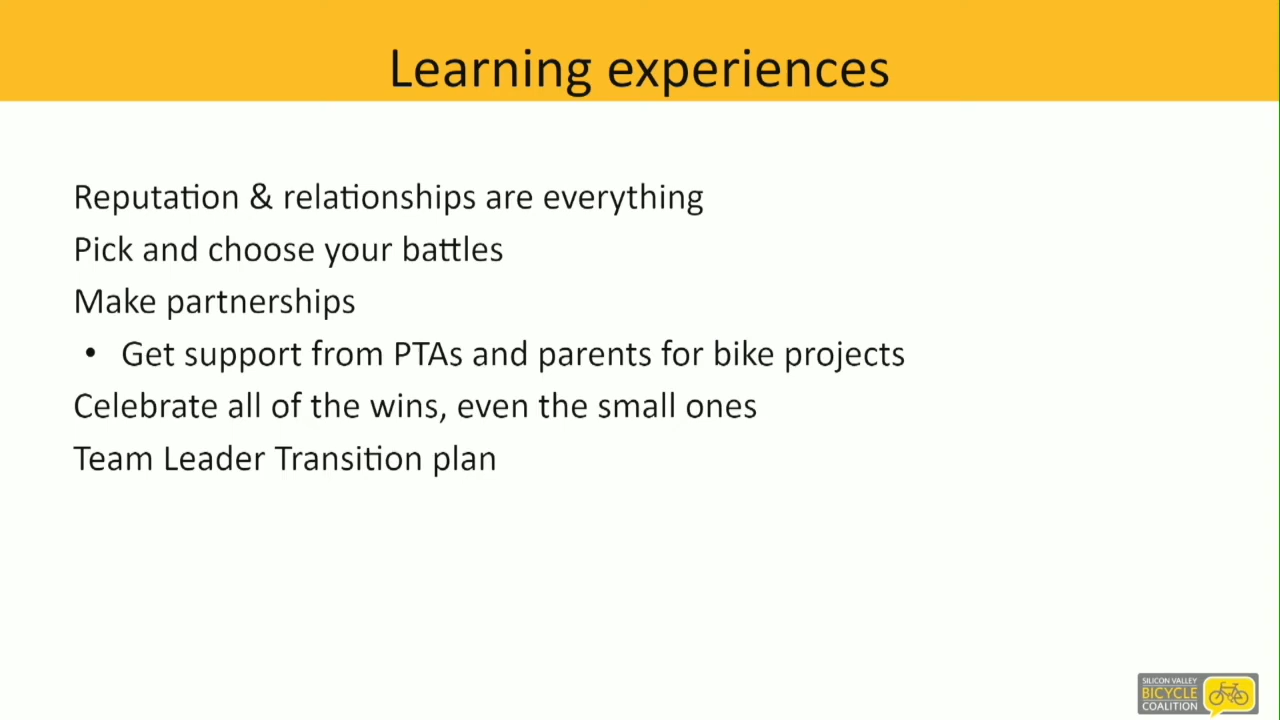 Learning experiences
Reputation & relationships are everything
Pick and choose your battles
Make partnerships
• Get support from PTAs and parents for bike projects
Celebrate all of the wins, even the small ones
Team Leader Transition plan
SILICON VALLEY
BICYCLE
COALITION